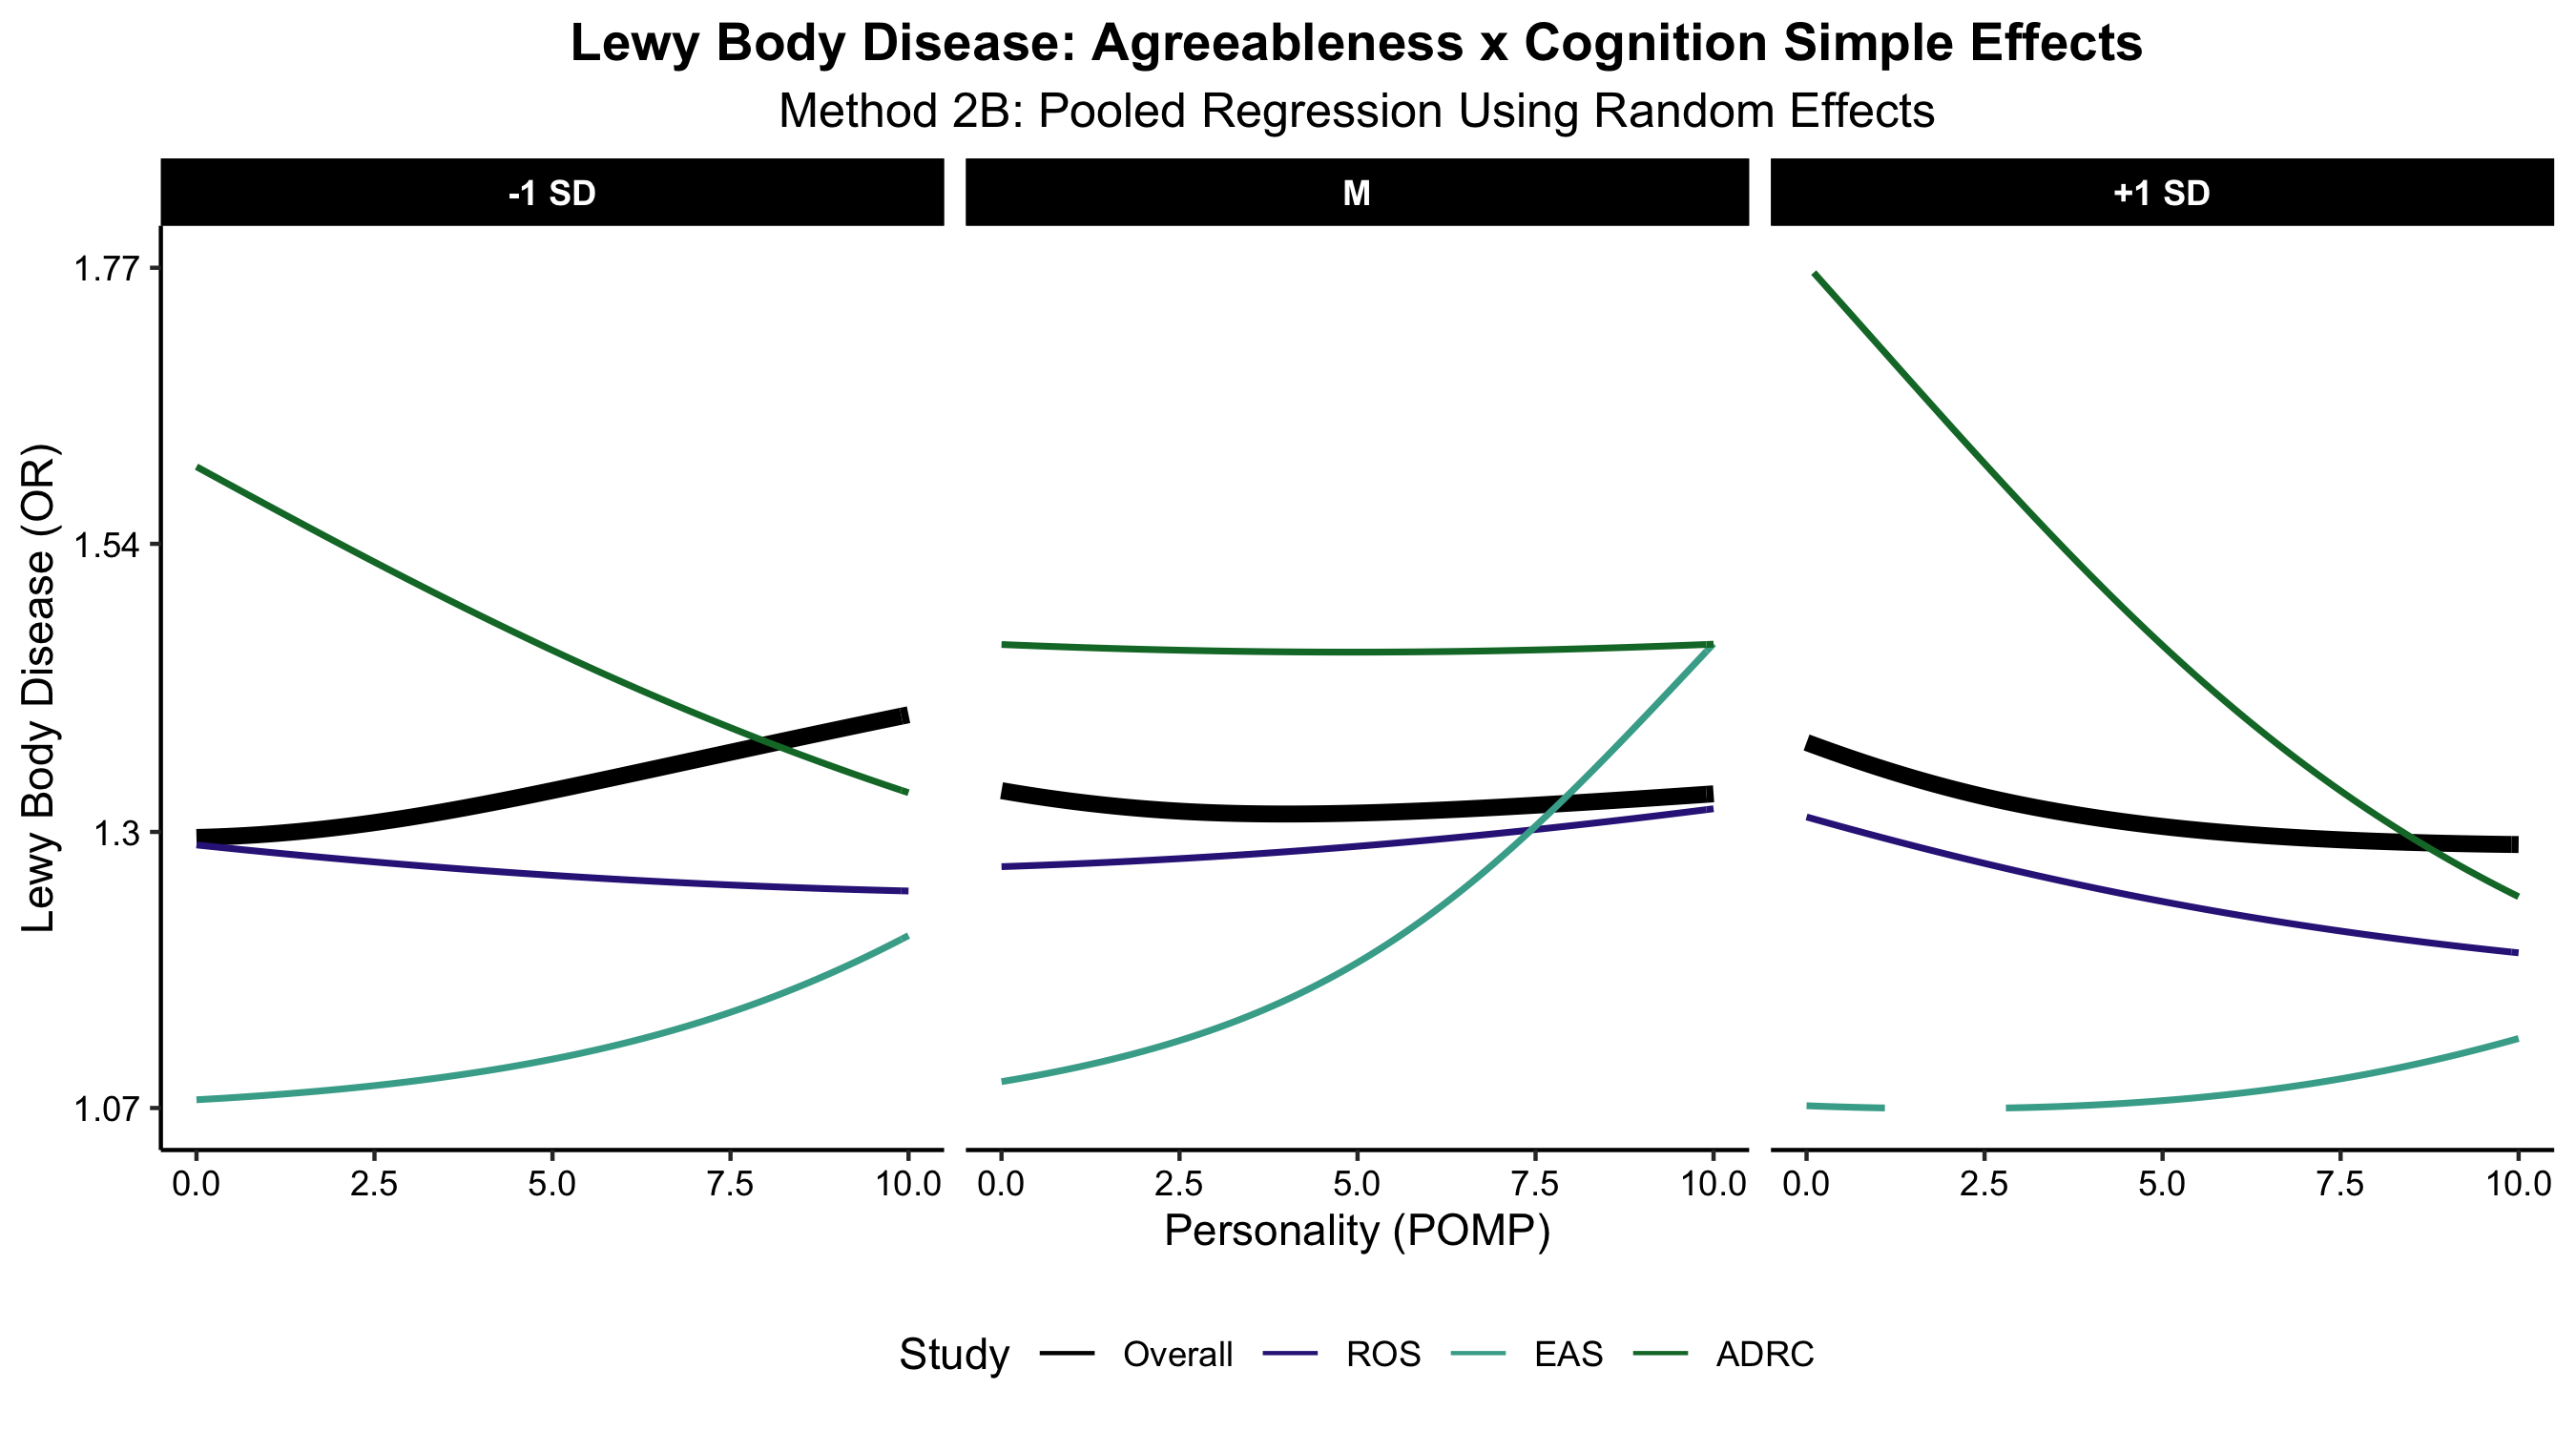 Lewy Body Disease: Agreeableness x Cognition Simple Effects
Method 2B: Pooled Regression Using Random Effects
-1 SD M +1 SD
Lewy Body Disease (OR)
1.77
1.54
1.3
1.07
0.0 2.5 5.0 7.5 10.0 0.0 2.5 5.0 7.5 10.0 0.0 2.5 5.0 7.5 10.0
Personality (POMP)
Study Overall ROS EAS ADRC